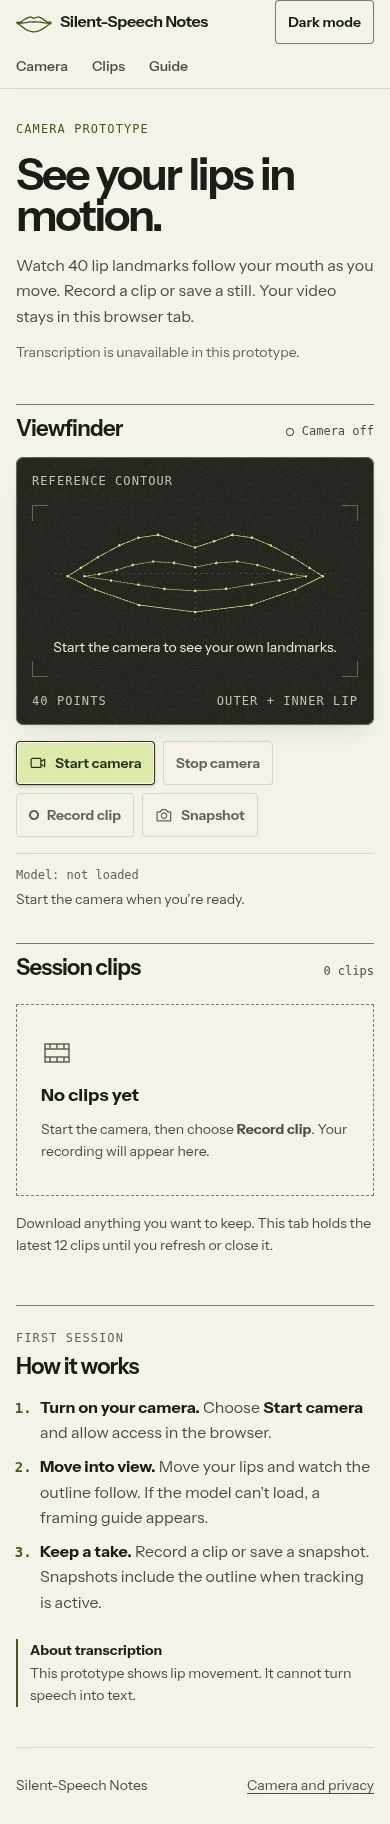 Silent-Speech Notes
Dark mode
Camera Clips Guide
CAMERA PROTOTYPE
See your lips in
motion.
Watch 40 lip landmarks follow your mouth as you
move. Record a clip or save a still. Your video
stays in this browser tab.
Transcription is unavailable in this prototype.
Viewfinder
Camera off
REFERENCE CONTOUR
Start the camera to see your own landmarks.
40 POINTS
OUTER + INNER LIP
Start camera
Stop camera
Record clip
Snapshot
Model: not loaded
Start the camera when you're ready.
Session clips
0 clips
No clips yet
Start the camera, then choose Record clip. Your
recording will appear here.
Download anything you want to keep. This tab holds the
latest 12 clips until you refresh or close it.
FIRST SESSION
How it works
1. Turn on your camera. Choose Start camera
and allow access in the browser.
2. Move into view. Move your lips and watch the
outline follow. If the model can't load, a
framing guide appears.
3. Keep a take. Record a clip or save a snapshot.
Snapshots include the outline when tracking
is active.
About transcription
This prototype shows lip movement. It cannot turn
speech into text.
Silent-Speech Notes
Camera and privacy